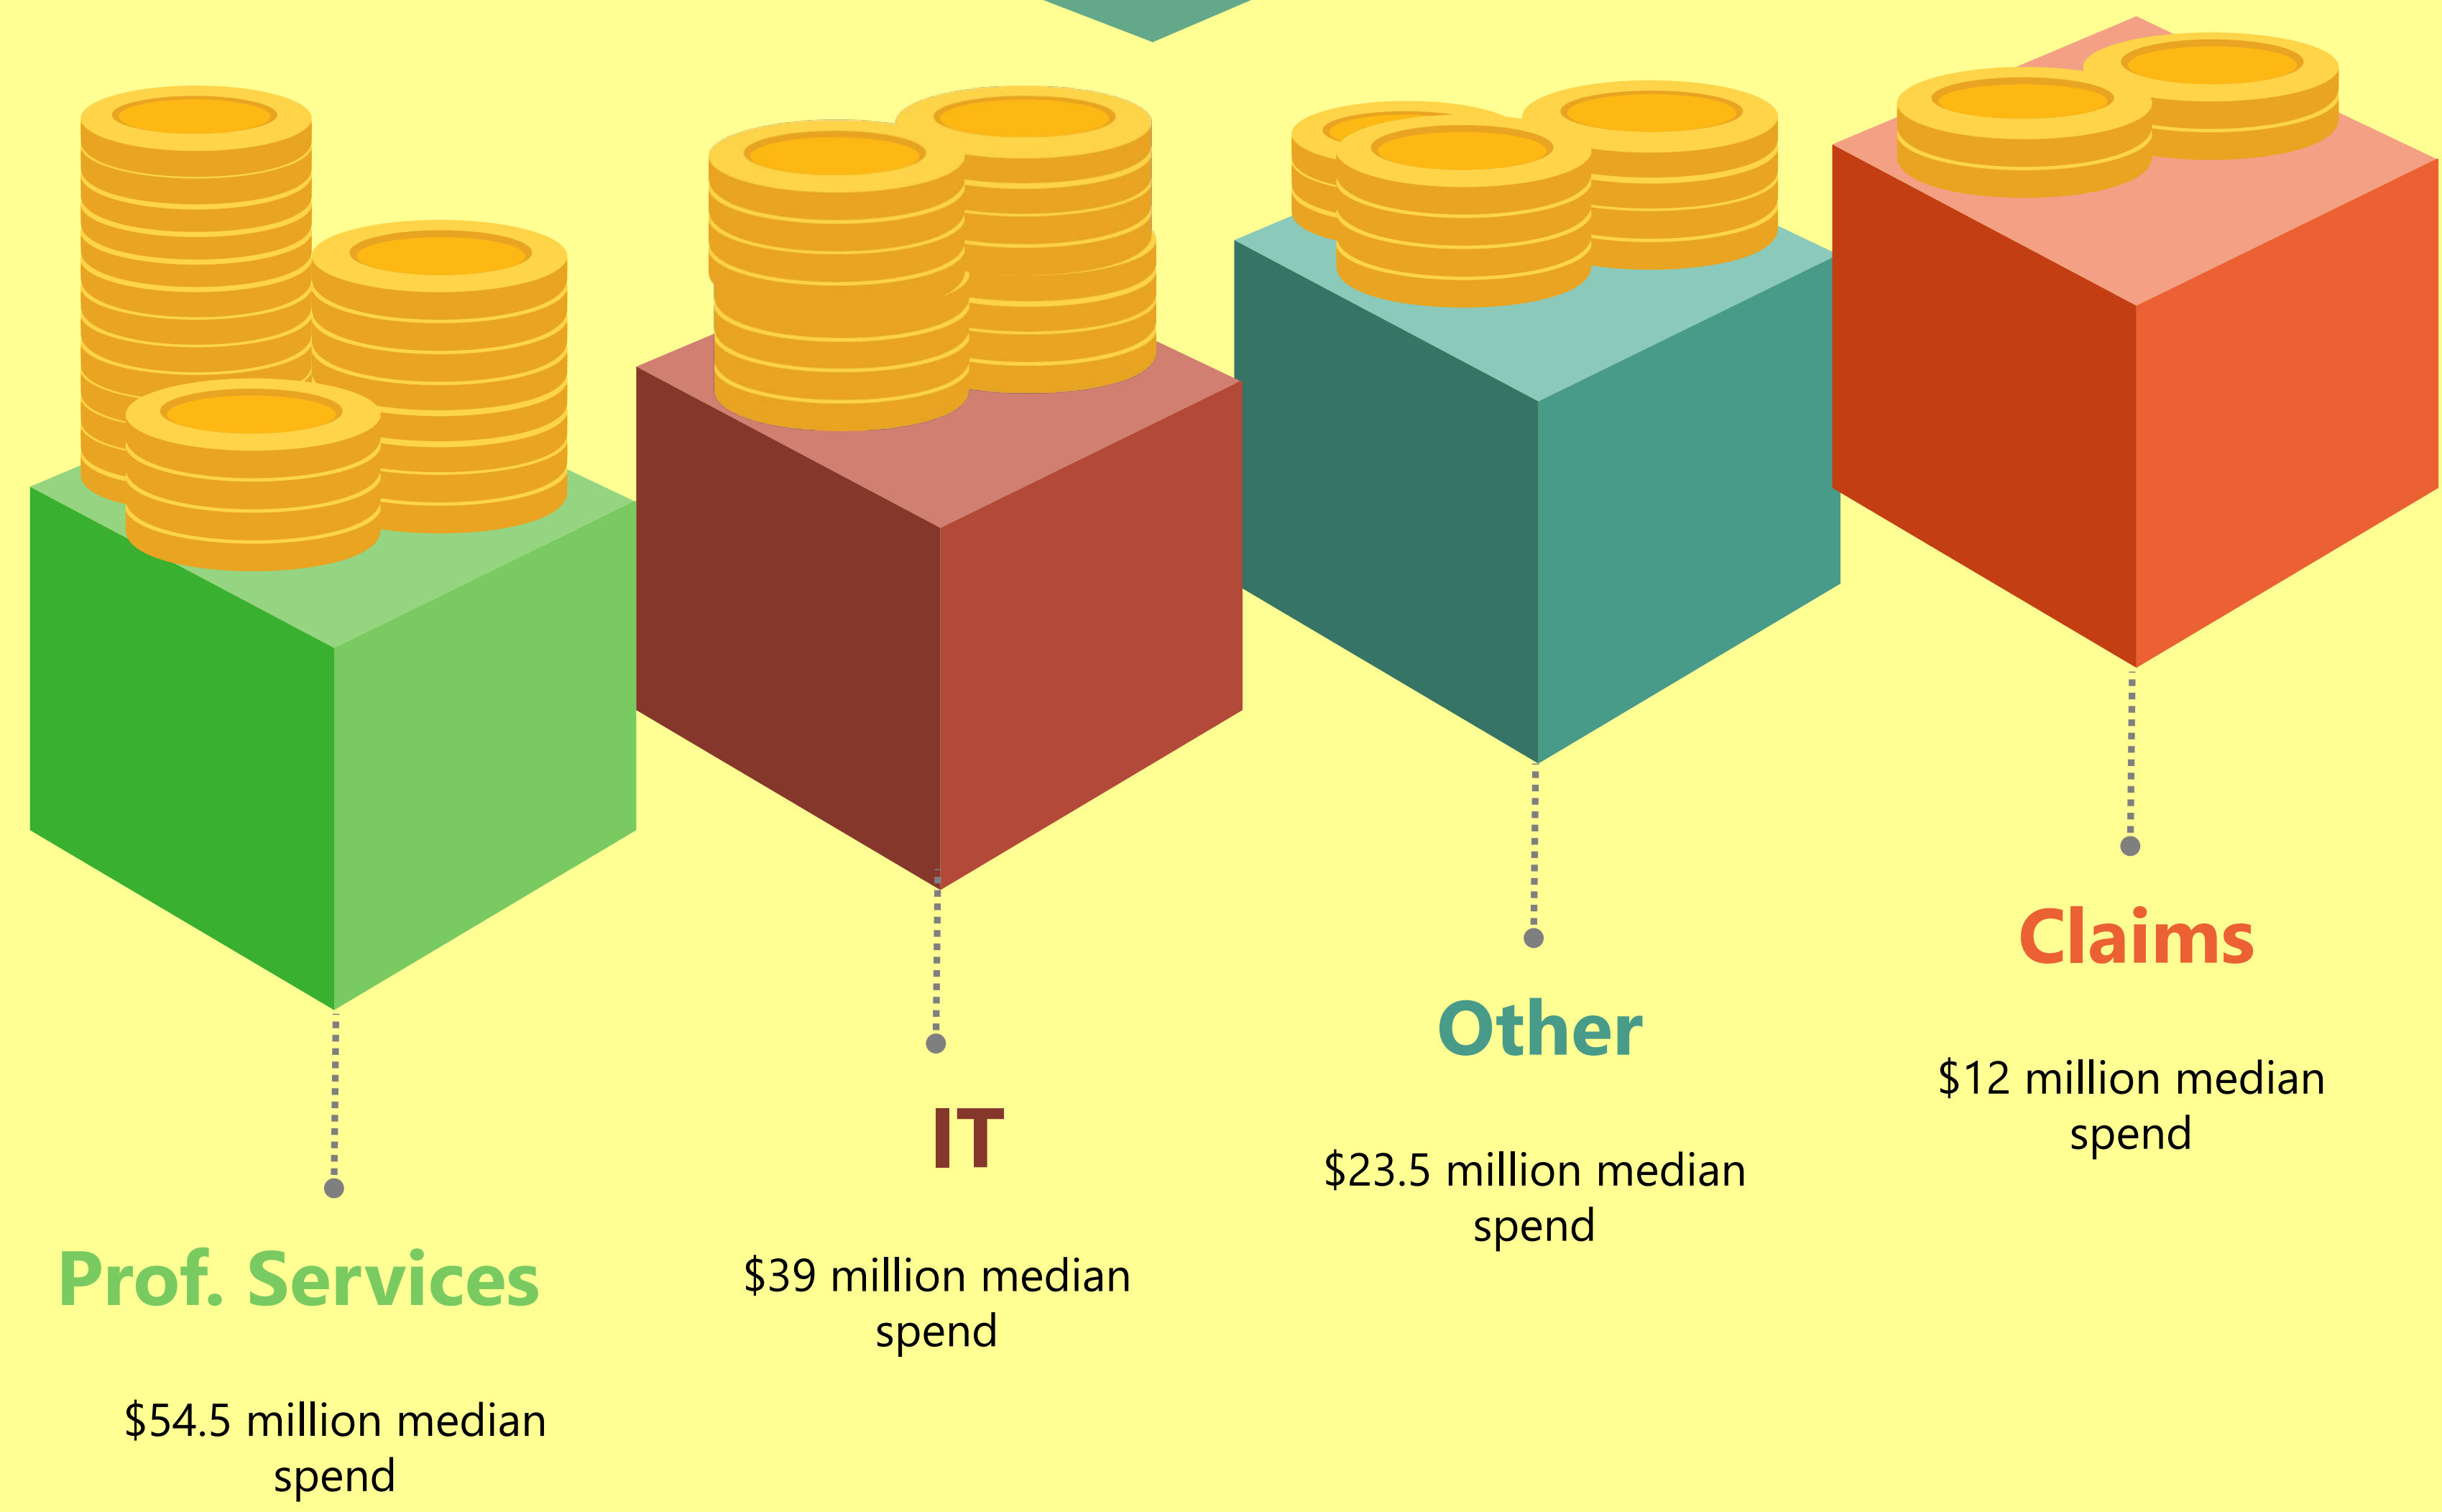 Prof. Services
$54.5 million median
spend
IT
$39 million median
spend
Other
$23.5 million median
spend
Claims
$12 million median
spend